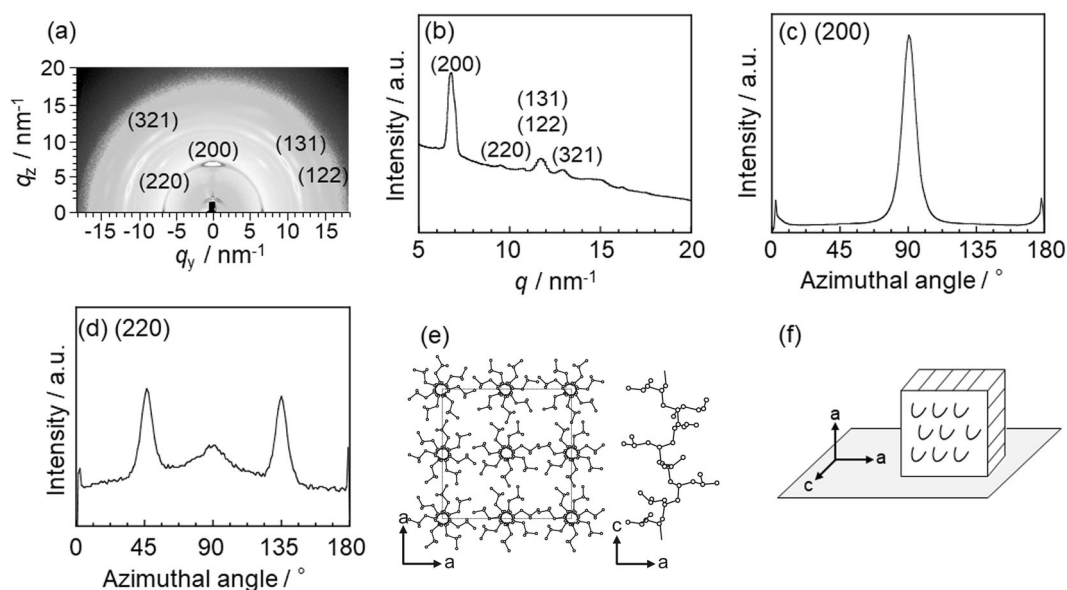 (a)
20
15
10
5
0
q_z / nm⁻¹
(321)
(200)
(131)
(220)
(122)
-15 -10 -5 0 5 10 15
q_y / nm⁻¹
(b)
Intensity / a.u.
(200)
(131)
(122)
(220)
(321)
5 10 15 20
q / nm⁻¹
(c) (200)
Intensity / a.u.
0 45 90 135 180
Azimuthal angle / °
(d) (220)
Intensity / a.u.
0 45 90 135 180
Azimuthal angle / °
(e)
a
a
c
a
(f)
a
a
c